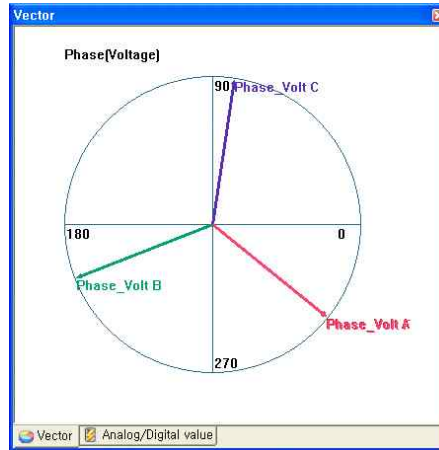 Vector
Phase(Voltage)
90
Phase_Volt C
180
0
Phase_Volt B
Phase_Volt A
270
Vector
Analog/Digital value